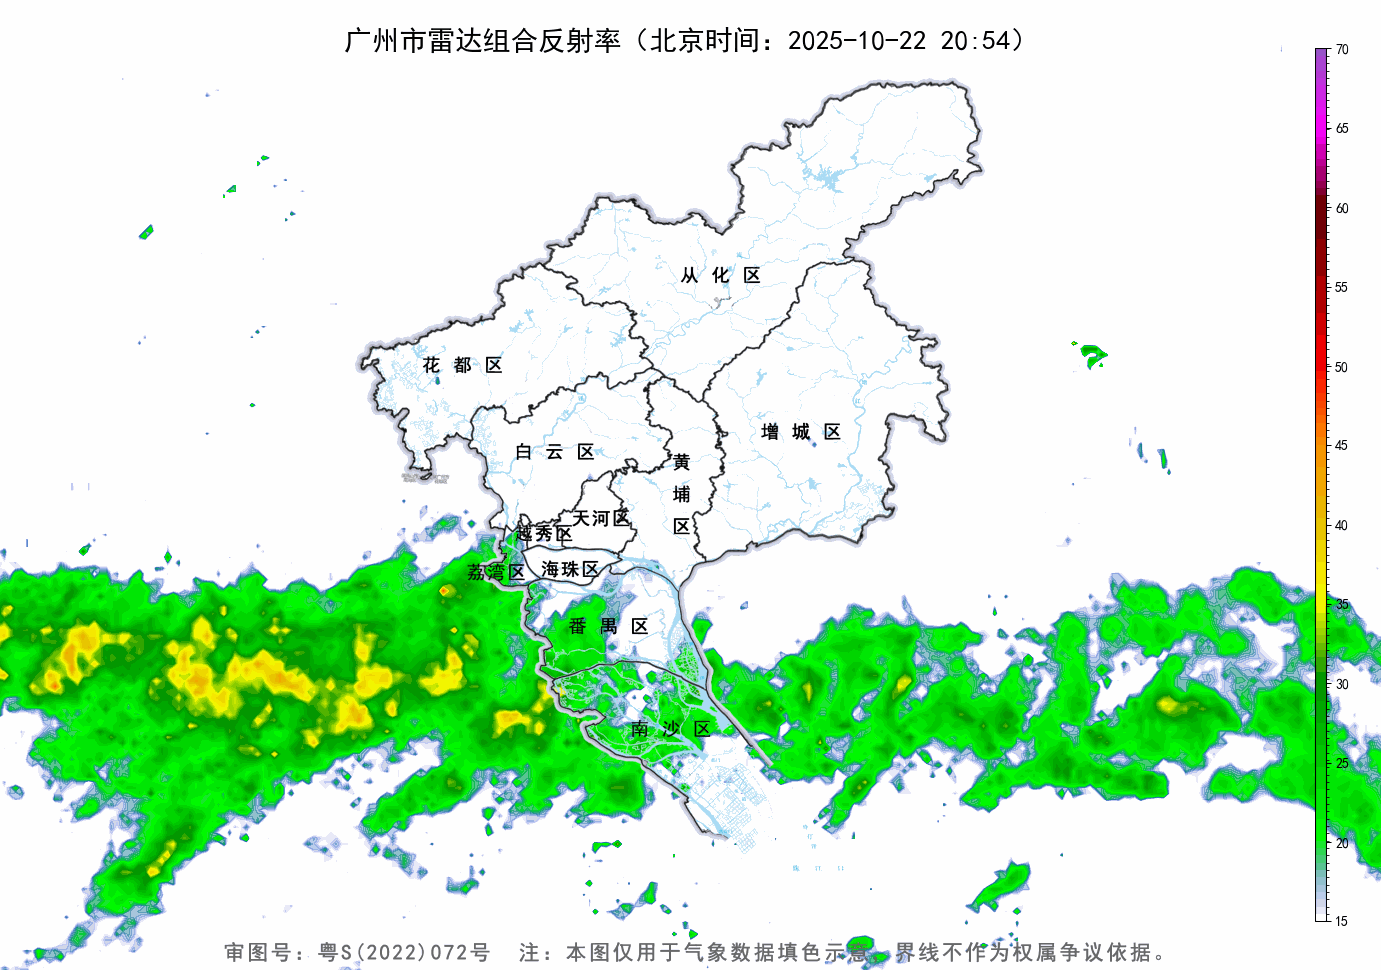 广州市雷达组合反射率（北京时间：2025-10-22 20:54）
70
65
60
55
50
45
40
35
30
25
20
15
从化区
花都区
增城区
白云区
黄埔区
天河区
越秀区
海珠区
荔湾区
番禺区
南沙区
审图号：粤S(2022)072号 注：本图仅用于气象数据填色示意，界线不作为权属争议依据。